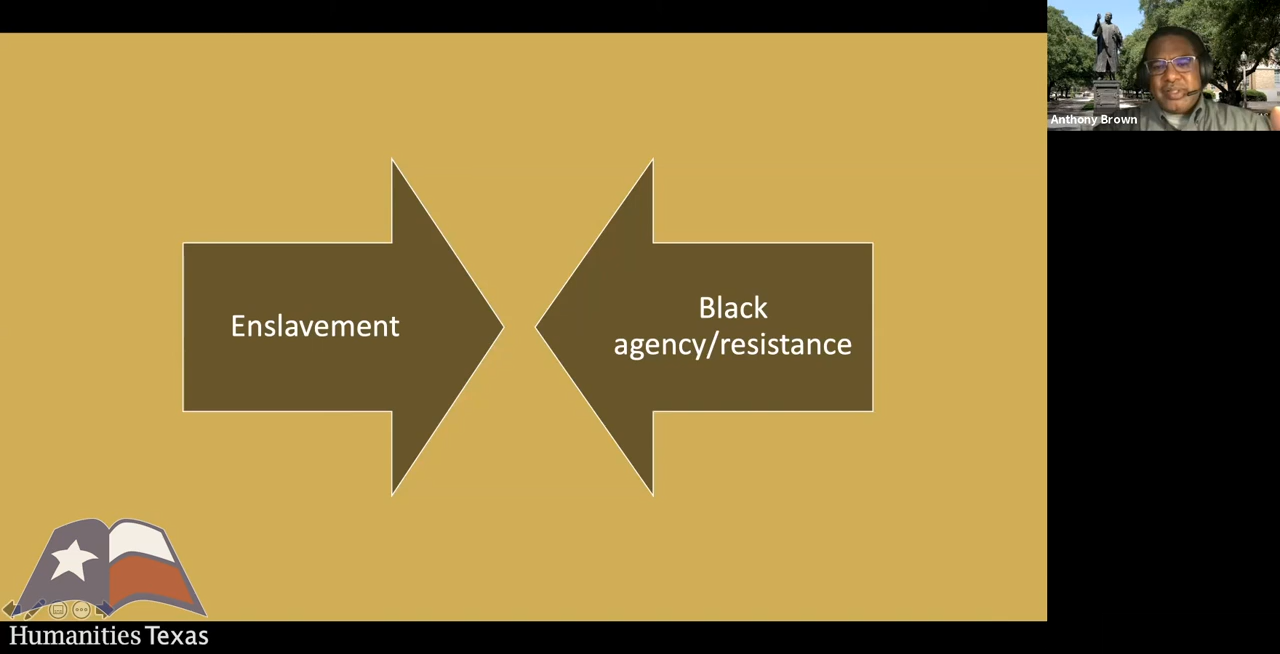 Enslavement
Black
agency/resistance
Anthony Brown
Humanities Texas